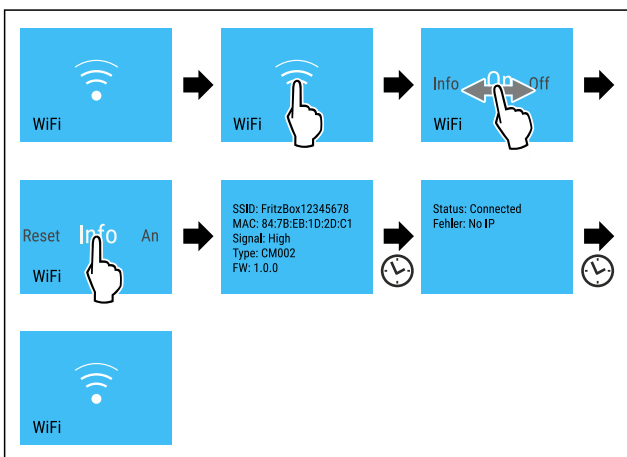 WiFi
WiFi
Info On Off
WiFi
Reset Info An
WiFi
SSID: FritzBox12345678
MAC: 84:7B:EB:1D:2D:C1
Signal: High
Type: CM002
FW: 1.0.0
Status: Connected
Fehler: No IP
WiFi